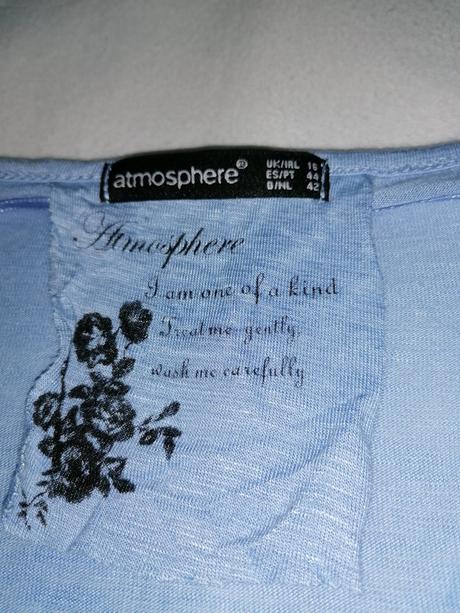 atmosphere®
UK/IRL 16
ES/PT 44
B/NL 42
Atmosphere
I am one of a kind
Treat me gently,
wash me carefully